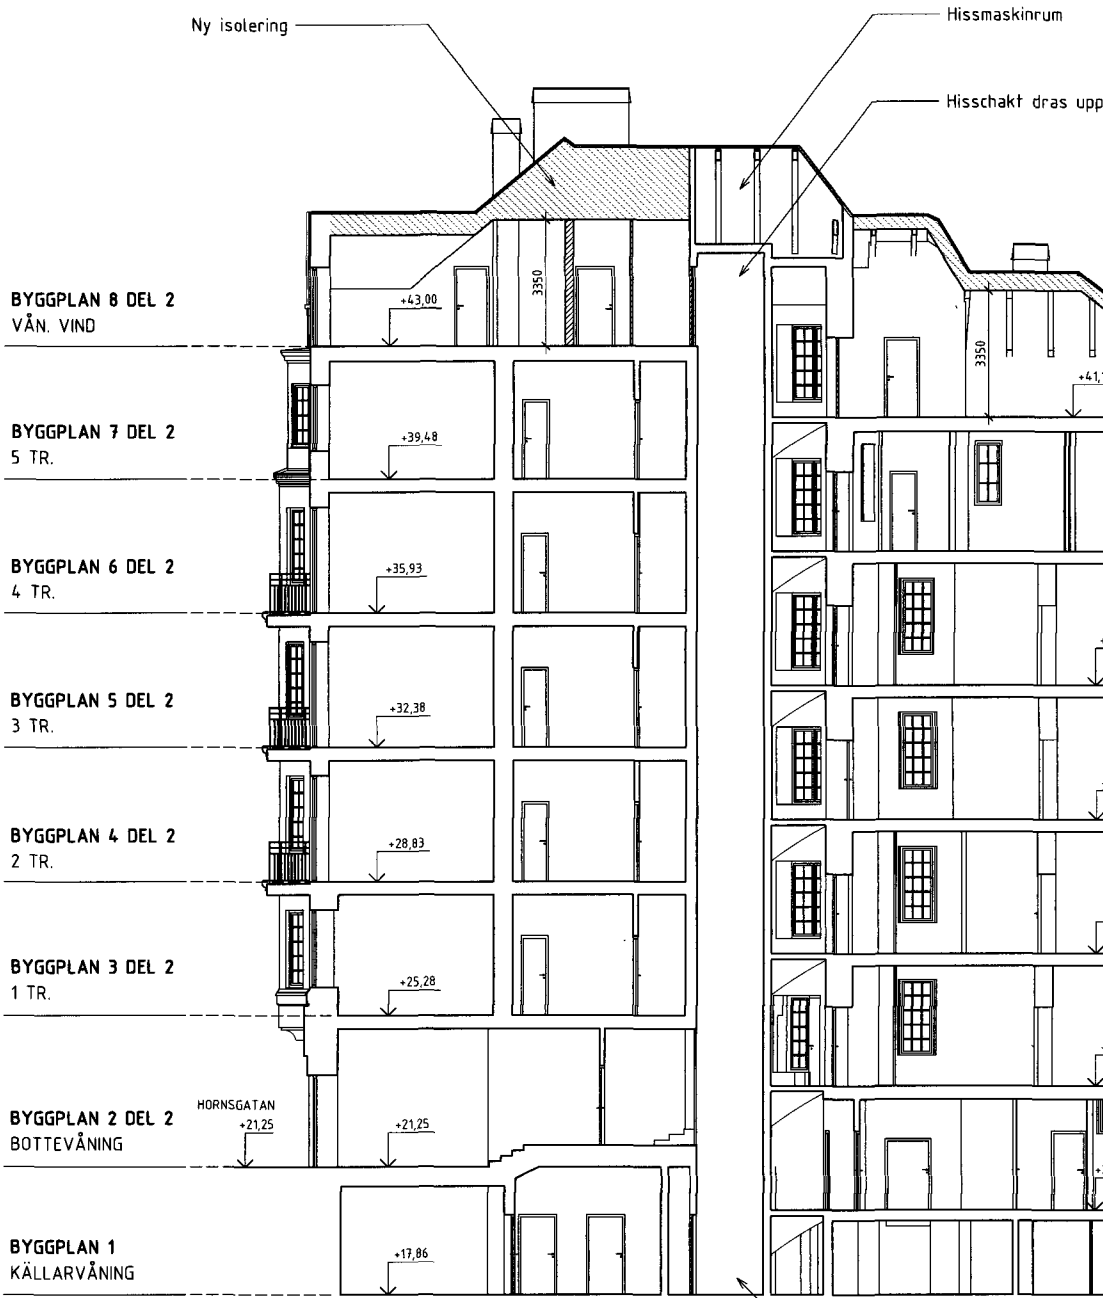 Ny isolering
Hissmaskinrum
Hisschakt dras upp
BYGGPLAN 8 DEL 2
VÅN. VIND
+43,00
3350
3350
+41,
BYGGPLAN 7 DEL 2
5 TR.
+39,48
BYGGPLAN 6 DEL 2
4 TR.
+35,93
BYGGPLAN 5 DEL 2
3 TR.
+32,38
BYGGPLAN 4 DEL 2
2 TR.
+28,83
BYGGPLAN 3 DEL 2
1 TR.
+25,28
BYGGPLAN 2 DEL 2
BOTTEVÅNING
HORNSGATAN
+21,25
+21,25
BYGGPLAN 1
KÄLLARVÅNING
+17,86